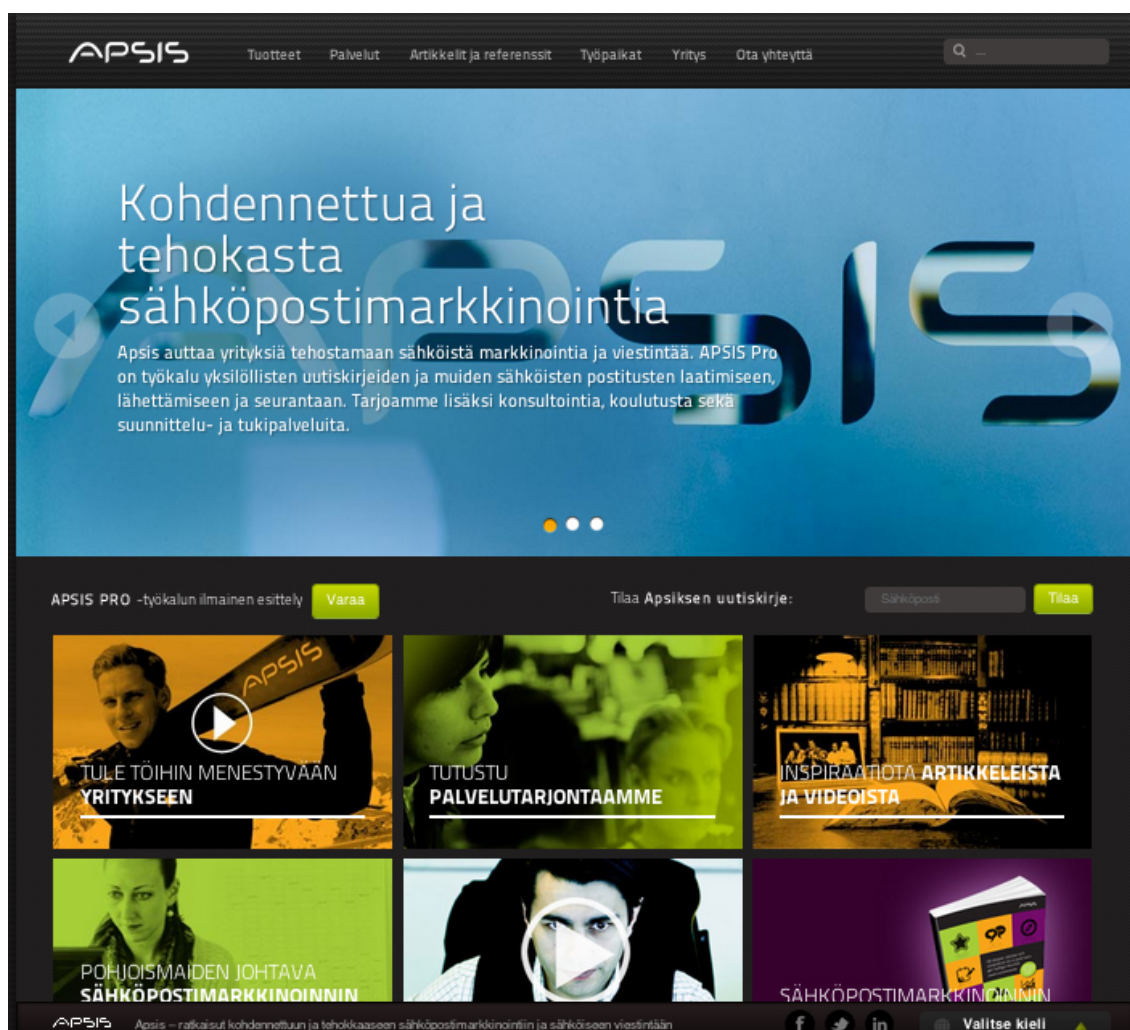 APSIS
Tuotteet Palvelut Artikkelit ja referenssit Työpaikat Yritys Ota yhteyttä ...
Kohdennettua ja
tehokasta
sähköpostimarkkinointia
APSIS
Apsis auttaa yrityksiä tehostamaan sähköistä markkinointia ja viestintää. APSIS Pro
on työkalu yksilöllisten uutiskirjeiden ja muiden sähköisten postitusten laatimiseen,
lähettämiseen ja seurantaan. Tarjoamme lisäksi konsultointia, koulutusta sekä
suunnittelu- ja tukipalveluita.
APSIS PRO -työkalun ilmainen esittely Varaa Tilaa Apsiksen uutiskirje: Sähköposti Tilaa
APSIS
TULE TÖIHIN MENESTYVÄÄN
YRITYKSEEN
TUTUSTU
PALVELUTARJONTAAMME
INSPIRAATIOTA ARTIKKELEISTA
JA VIDEOISTA
POHJOISMAIDEN JOHTAVA
SÄHKÖPOSTIMARKKINOINNIN
SÄHKÖPOSTIMARKKINOINNIN
APSIS Apsis – ratkaisut kohdennettuun ja tehokkaaseen sähköpostimarkkinointiin ja sähköiseen viestintään Valitse kieli